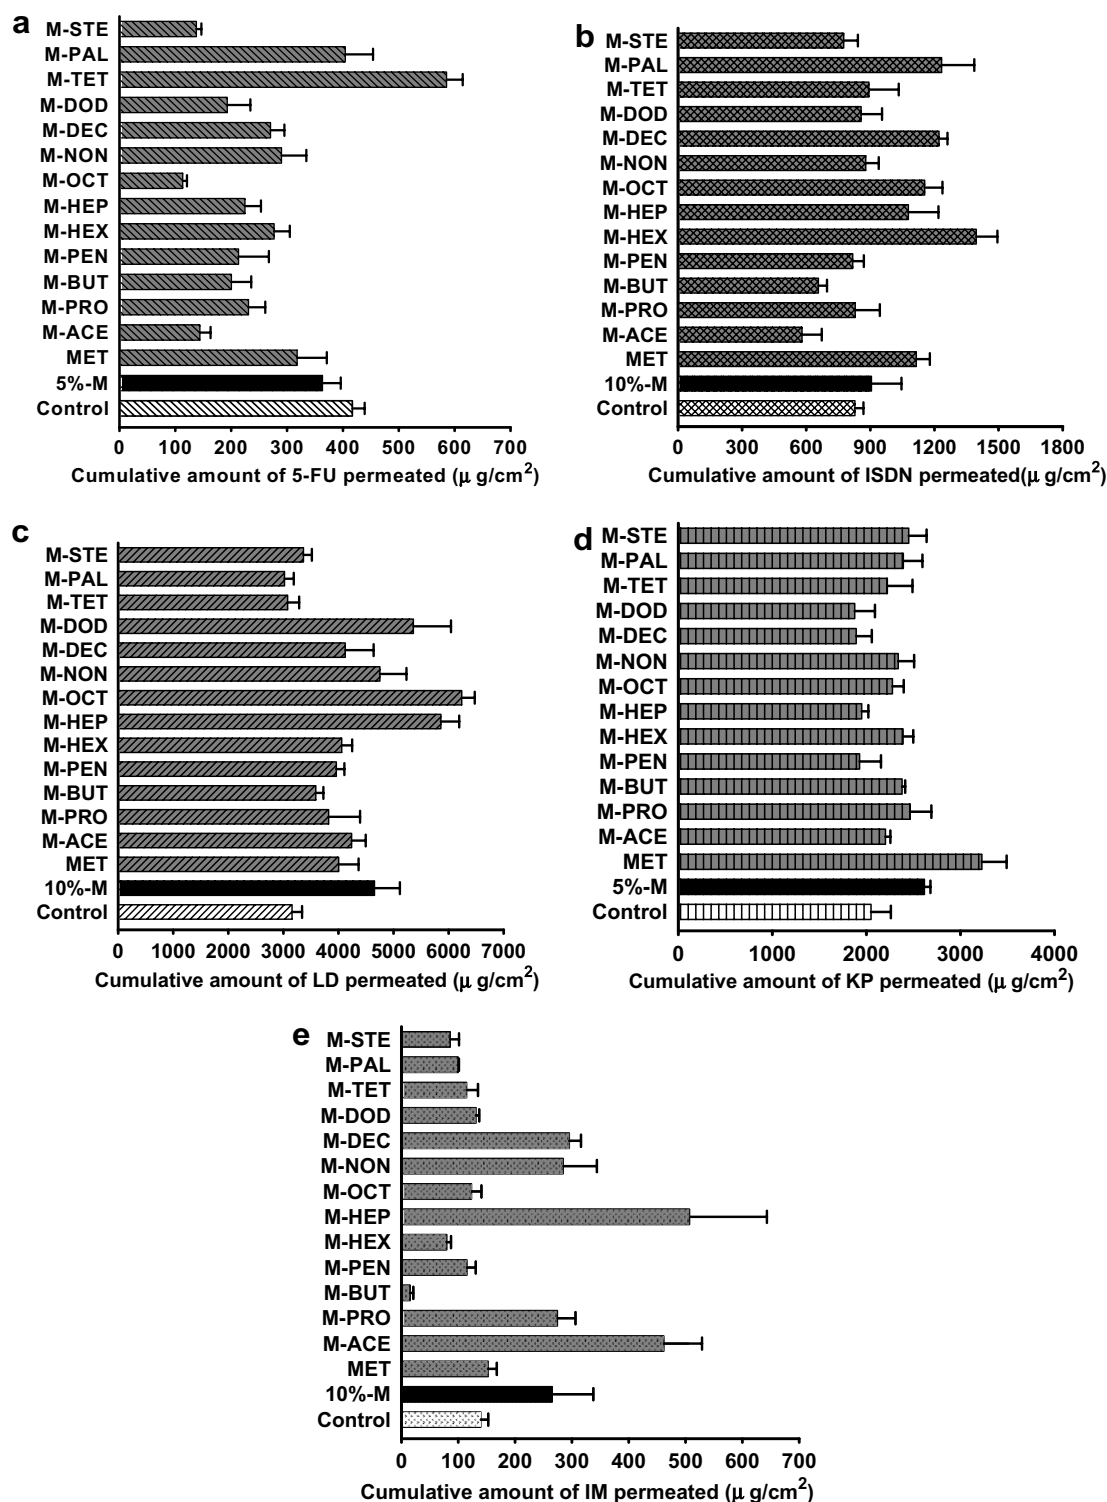 a
M-STE
M-PAL
M-TET
M-DOD
M-DEC
M-NON
M-OCT
M-HEP
M-HEX
M-PEN
M-BUT
M-PRO
M-ACE
MET
5%-M
Control
0 100 200 300 400 500 600 700
Cumulative amount of 5-FU permeated (μ g/cm²)
b
M-STE
M-PAL
M-TET
M-DOD
M-DEC
M-NON
M-OCT
M-HEP
M-HEX
M-PEN
M-BUT
M-PRO
M-ACE
MET
10%-M
Control
0 300 600 900 1200 1500 1800
Cumulative amount of ISDN permeated(μ g/cm²)
c
M-STE
M-PAL
M-TET
M-DOD
M-DEC
M-NON
M-OCT
M-HEP
M-HEX
M-PEN
M-BUT
M-PRO
M-ACE
MET
10%-M
Control
0 1000 2000 3000 4000 5000 6000 7000
Cumulative amount of LD permeated (μ g/cm²)
d
M-STE
M-PAL
M-TET
M-DOD
M-DEC
M-NON
M-OCT
M-HEP
M-HEX
M-PEN
M-BUT
M-PRO
M-ACE
MET
5%-M
Control
0 1000 2000 3000 4000
Cumulative amount of KP permeated (μ g/cm²)
e
M-STE
M-PAL
M-TET
M-DOD
M-DEC
M-NON
M-OCT
M-HEP
M-HEX
M-PEN
M-BUT
M-PRO
M-ACE
MET
10%-M
Control
0 100 200 300 400 500 600 700
Cumulative amount of IM permeated (μ g/cm²)